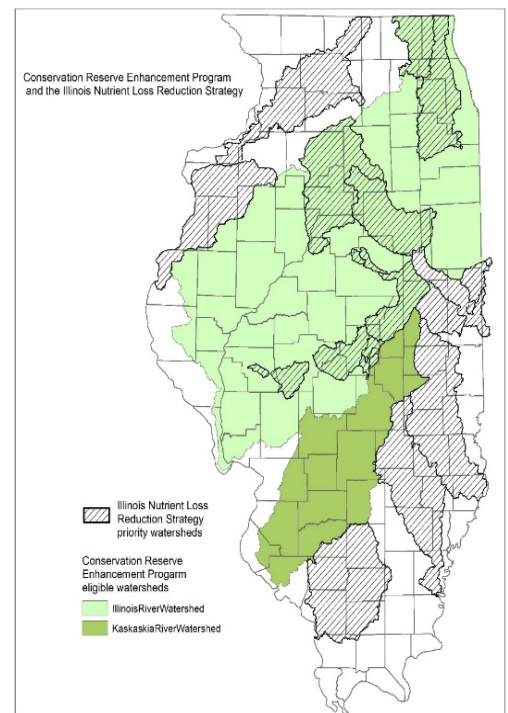 Conservation Reserve Enhancement Program
and the Illinois Nutrient Loss Reduction Strategy
Illinois Nutrient Loss
Reduction Strategy
priority watersheds
Conservation Reserve
Enhancement Progarm
eligible watersheds
IllinoisRiverWatershed
KaskaskiaRiverWatershed